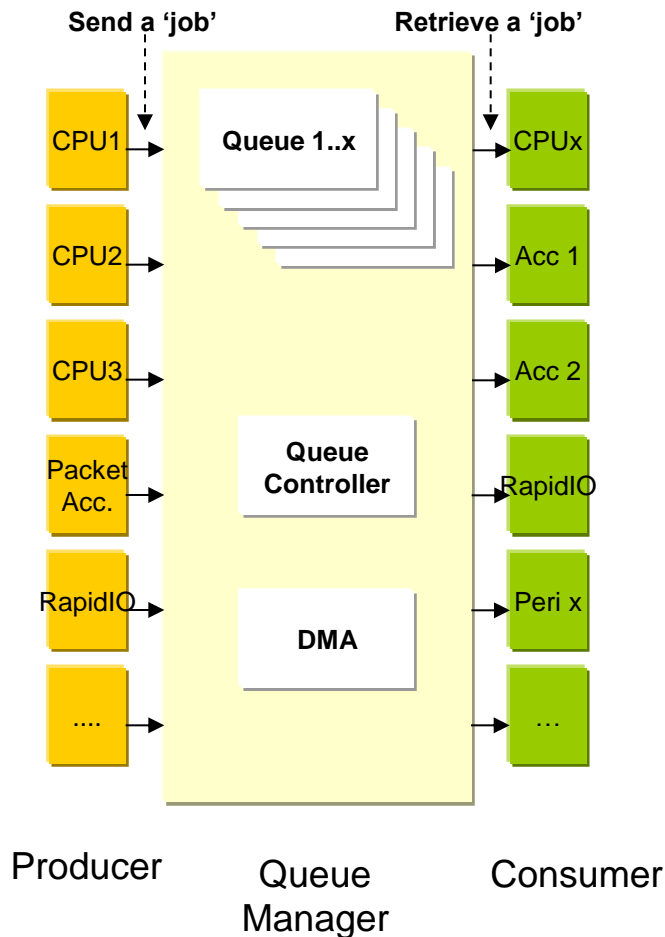 Send a ‘job’
Retrieve a ‘job’
CPU1
Queue 1..x
CPUx
CPU2
Acc 1
CPU3
Acc 2
Packet
Acc.
Queue
Controller
RapidIO
RapidIO
DMA
Peri x
....
…
Producer
Queue
Manager
Consumer